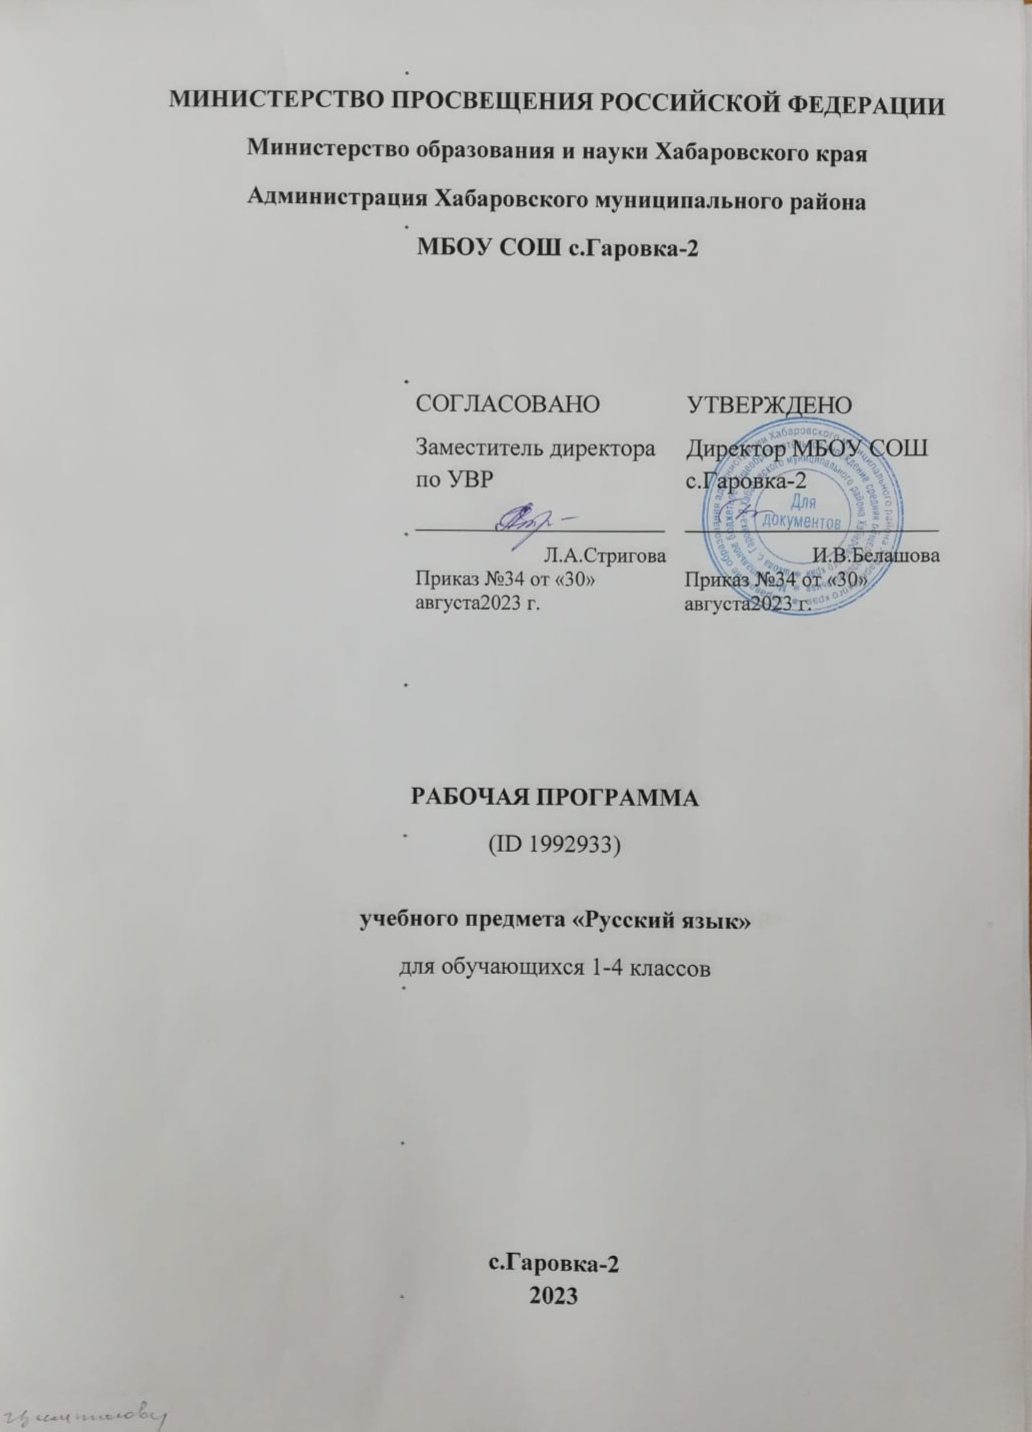 МИНИСТЕРСТВО ПРОСВЕЩЕНИЯ РОССИЙСКОЙ ФЕДЕРАЦИИ
Министерство образования и науки Хабаровского края
Администрация Хабаровского муниципального района
МБОУ СОШ с.Гаровка-2
СОГЛАСОВАНО
Заместитель директора
по УВР
Л.А.Стригова
Приказ №34 от «30»
августа2023 г.
УТВЕРЖДЕНО
Директор МБОУ СОШ
с.Гаровка-2
И.В.Белашова
Приказ №34 от «30»
августа2023 г.
Для
документов
РАБОЧАЯ ПРОГРАММА
(ID 1992933)
учебного предмета «Русский язык»
для обучающихся 1-4 классов
с.Гаровка-2
2023